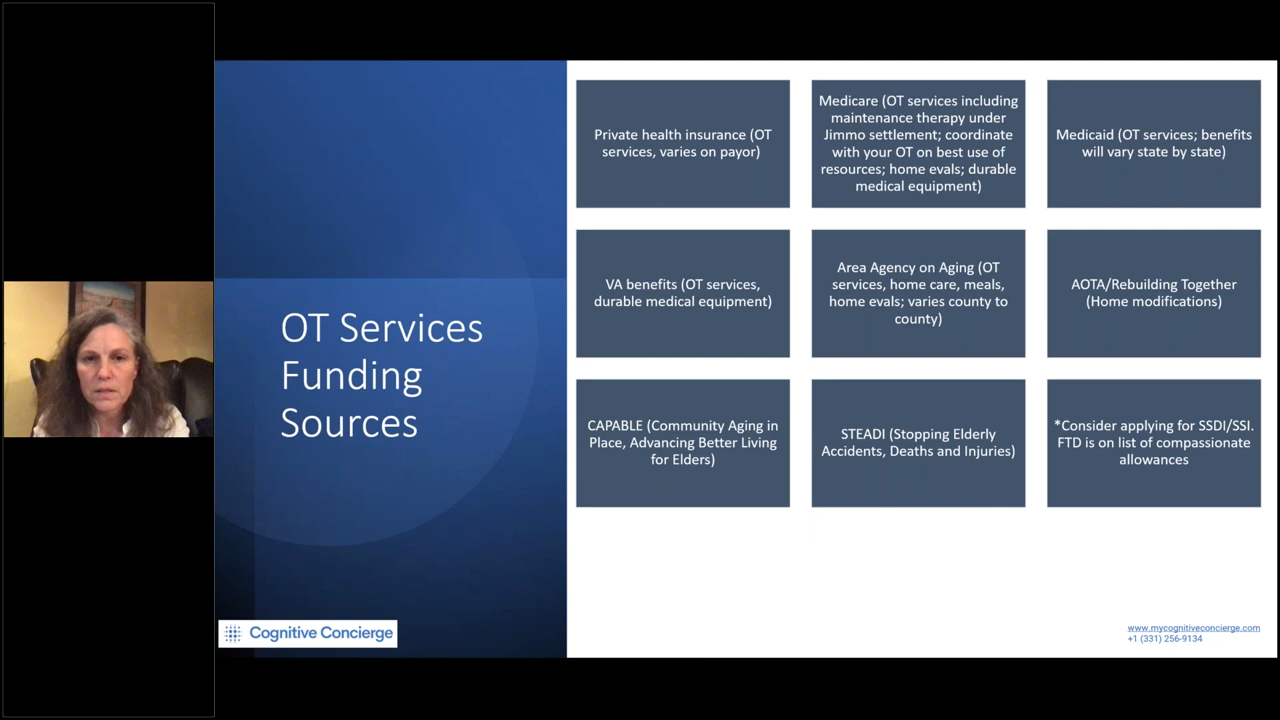 OT Services
Funding
Sources
Private health insurance (OT
services, varies on payor)
Medicare (OT services including
maintenance therapy under
Jimmo settlement; coordinate
with your OT on best use of
resources; home evals; durable
medical equipment)
Medicaid (OT services; benefits
will vary state by state)
VA benefits (OT services,
durable medical equipment)
Area Agency on Aging (OT
services, home care, meals,
home evals; varies county to
county)
AOTA/Rebuilding Together
(Home modifications)
CAPABLE (Community Aging in
Place, Advancing Better Living
for Elders)
STEADI (Stopping Elderly
Accidents, Deaths and Injuries)
*Consider applying for SSDI/SSI.
FTD is on list of compassionate
allowances
Cognitive Concierge
www.mycognitiveconcierge.com
+1 (331) 256-9134